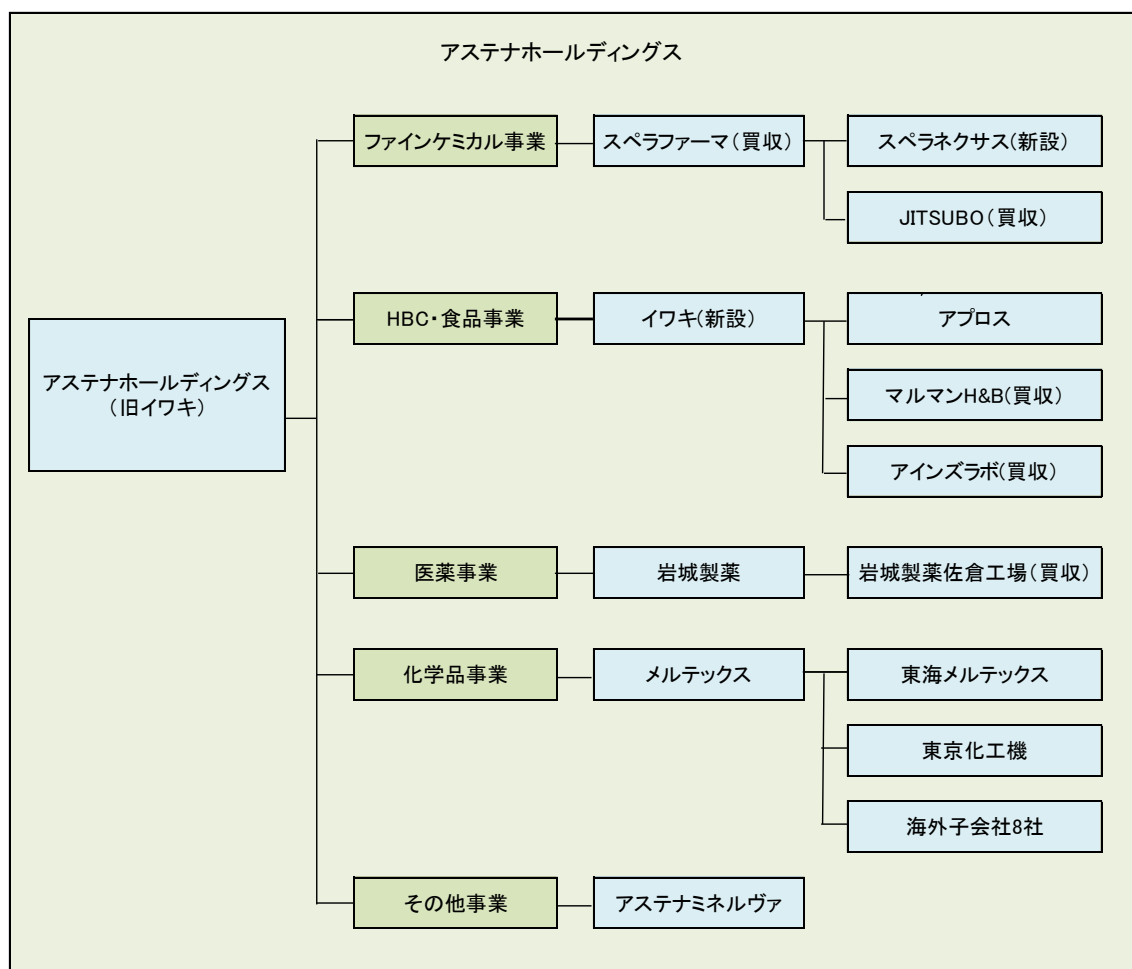 アステナホールディングス
アステナホールディングス
（旧イワキ）
ファインケミカル事業
スペラファーマ（買収）
スペラネクサス(新設）
JITSUBO（買収）
HBC・食品事業
イワキ(新設）
アプロス
マルマンH&B(買収）
アインズラボ(買収）
医薬事業
岩城製薬
岩城製薬佐倉工場（買収）
化学品事業
メルテックス
東海メルテックス
東京化工機
海外子会社8社
その他事業
アステナミネルヴァ